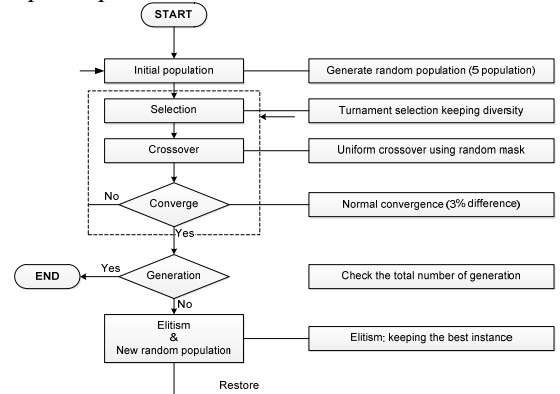 START
Initial population
Generate random population (5 population)
Selection
Turnament selection keeping diversity
Crossover
Uniform crossover using random mask
No
Converge
Normal convergence (3% difference)
Yes
END
Yes
Generation
Check the total number of generation
No
Elitism
&
New random population
Elitism; keeping the best instance
Restore